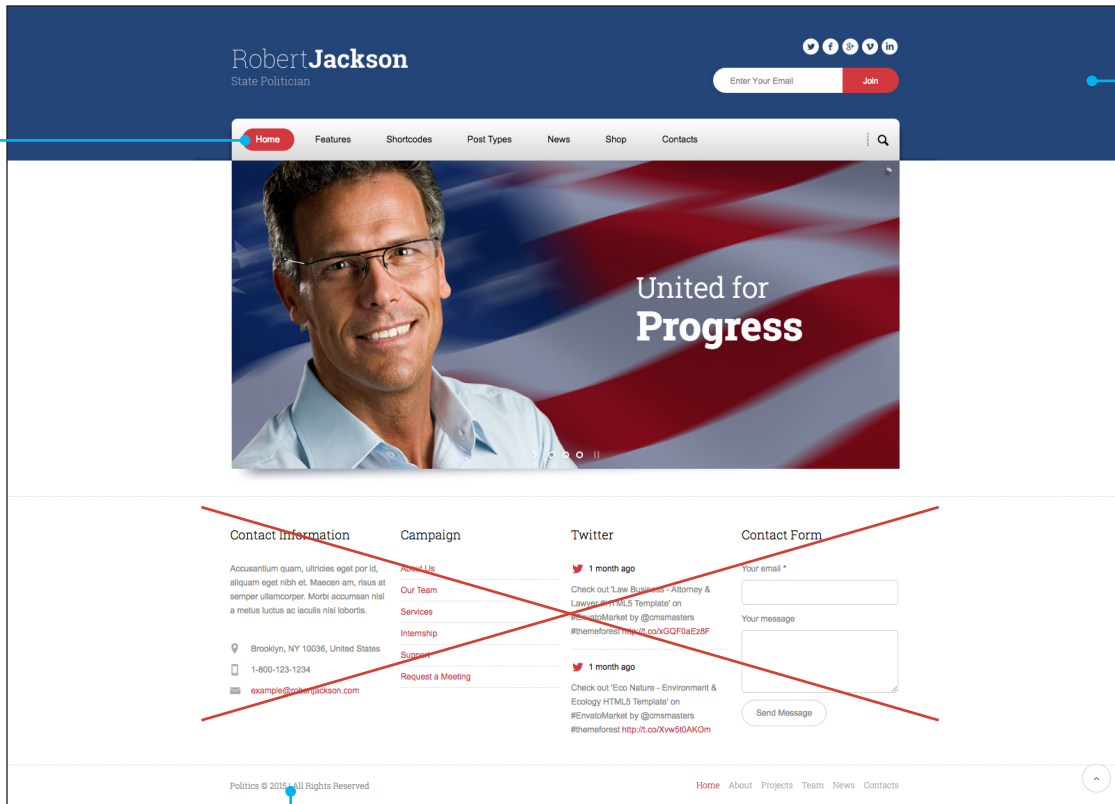 RobertJackson
State Politician
Enter Your Email
Join
Home Features Shortcodes Post Types News Shop Contacts
United for
Progress
Contact Information
Accusantium quam, ultricies eget por id,
aliquam eget nibh et. Maecen am, risus at
semper ullamcorper. Morbi accumsan nisl
a metus luctus ac iaculis nisi lobortis.
Brooklyn, NY 10036, United States
1-800-123-1234
example@robertjackson.com
Campaign
About Us
Our Team
Services
Internship
Support
Request a Meeting
Twitter
1 month ago
Check out 'Law Business - Attorney &
Lawyer HTML5 Template' on
#EnvatoMarket by @cmsmasters
#themeforest http://t.co/xGQF0aEz8F
1 month ago
Check out 'Eco Nature - Environment &
Ecology HTML5 Template' on
#EnvatoMarket by @cmsmasters
#themeforest http://t.co/Xvw5t0AKOm
Contact Form
Your email *
Your message
Send Message
Politics © 2015 | All Rights Reserved
Home About Projects Team News Contacts